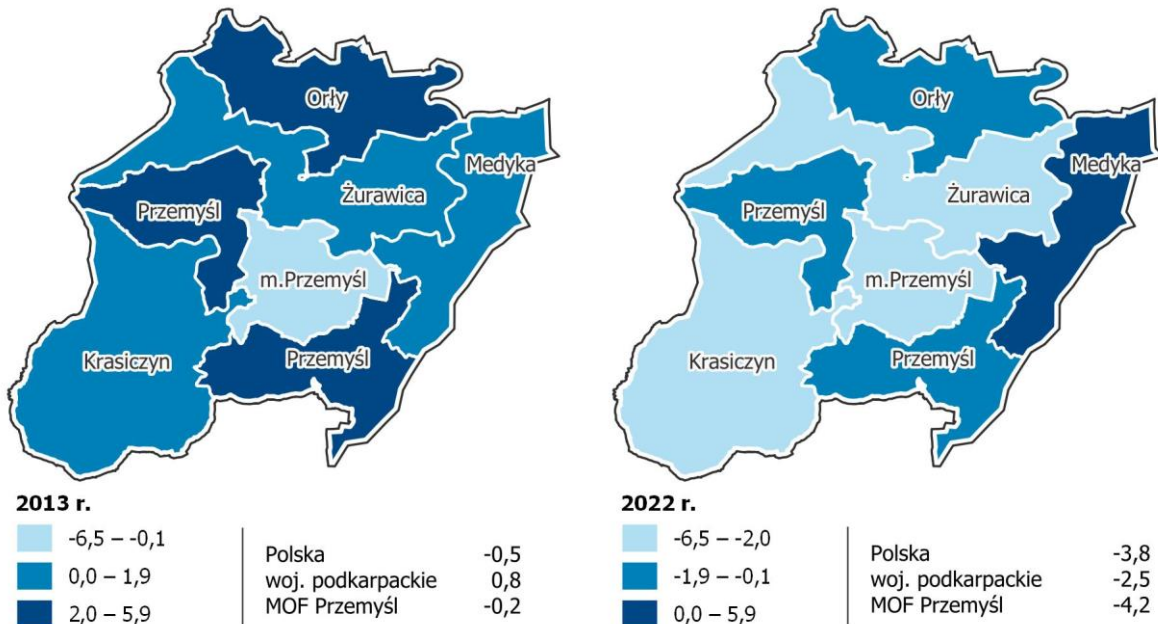 Orły
Medyka
Żurawica
Przemyśl
m.Przemyśl
Krasiczyn
Przemyśl
2013 r.
-6,5 – -0,1
0,0 – 1,9
2,0 – 5,9
Polska -0,5
woj. podkarpackie 0,8
MOF Przemyśl -0,2
Orły
Medyka
Żurawica
Przemyśl
m.Przemyśl
Krasiczyn
Przemyśl
2022 r.
-6,5 – -2,0
-1,9 – -0,1
0,0 – 5,9
Polska -3,8
woj. podkarpackie -2,5
MOF Przemyśl -4,2